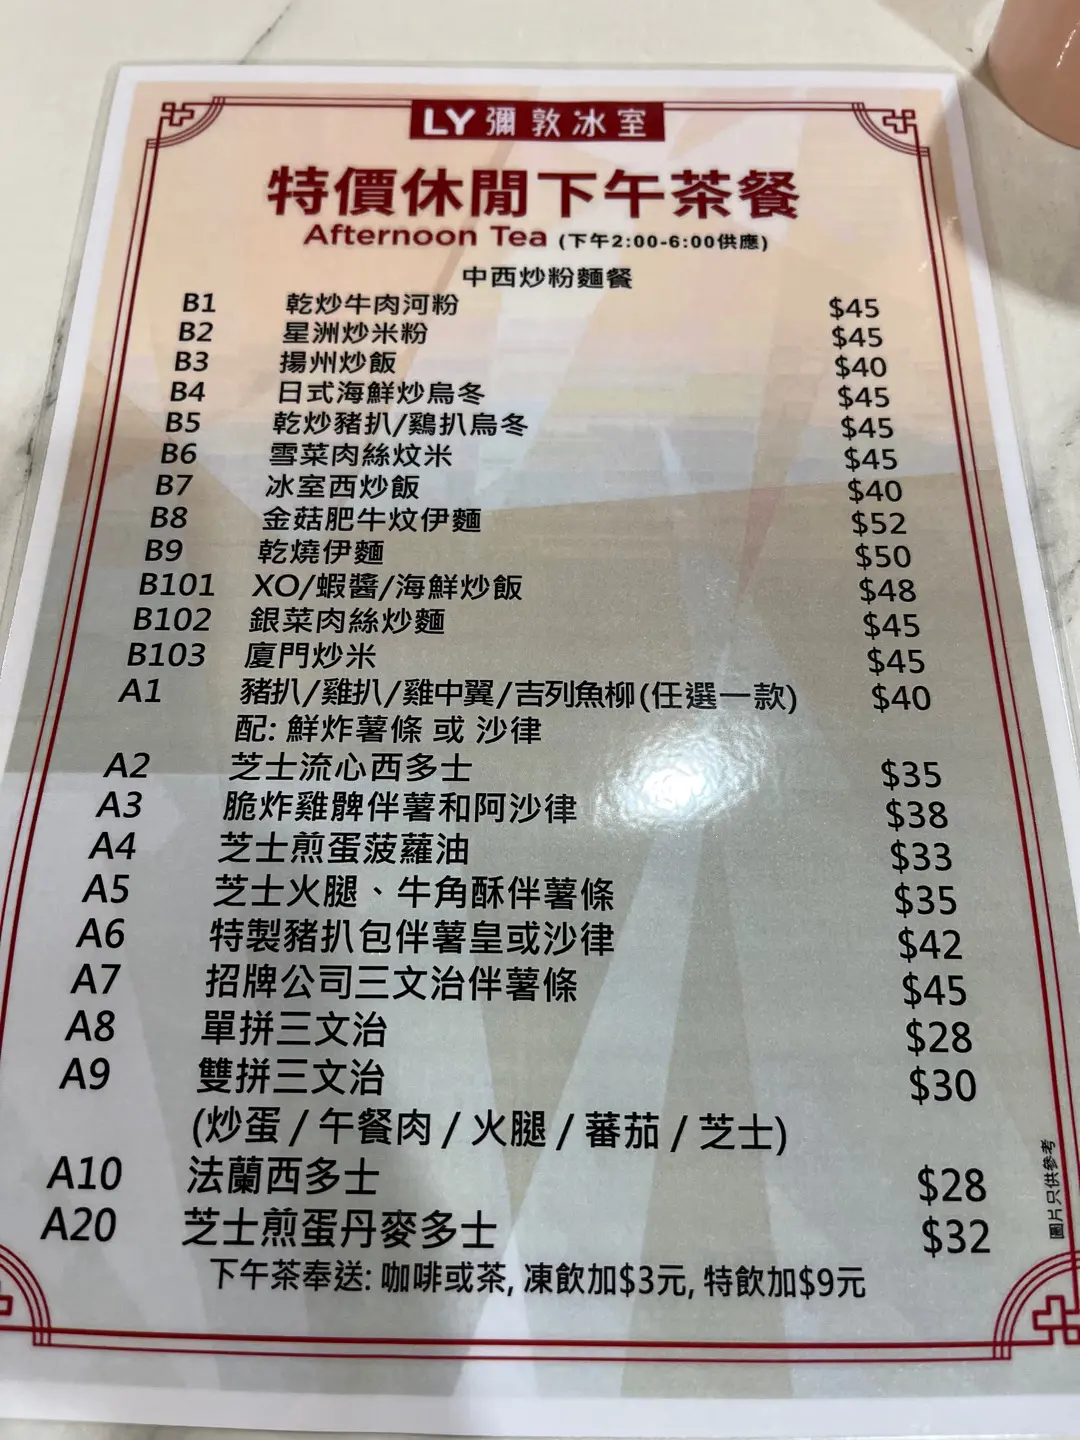 LY 彌敦冰室
特價休閒下午茶餐
Afternoon Tea (下午2:00-6:00供應)
中西炒粉麵餐
B1 乾炒牛肉河粉 $45
B2 星洲炒米粉 $45
B3 揚州炒飯 $40
B4 日式海鮮炒烏冬 $45
B5 乾炒豬扒/鷄扒烏冬 $45
B6 雪菜肉絲炆米 $45
B7 冰室西炒飯 $40
B8 金菇肥牛炆伊麵 $52
B9 乾燒伊麵 $50
B101 XO/蝦醬/海鮮炒飯 $48
B102 銀菜肉絲炒麵 $45
B103 廈門炒米 $45
A1 豬扒/雞扒/雞中翼/吉列魚柳(任選一款) $40
配: 鮮炸薯條 或 沙律
A2 芝士流心西多士 $35
A3 脆炸雞髀伴薯和阿沙律 $38
A4 芝士煎蛋菠蘿油 $33
A5 芝士火腿、牛角酥伴薯條 $35
A6 特製豬扒包伴薯皇或沙律 $42
A7 招牌公司三文治伴薯條 $45
A8 單拼三文治 $28
A9 雙拼三文治 $30
(炒蛋 / 午餐肉 / 火腿 / 蕃茄 / 芝士)
A10 法蘭西多士 $28
A20 芝士煎蛋丹麥多士 $32
下午茶奉送: 咖啡或茶, 凍飲加$3元, 特飲加$9元
圖片只供參考